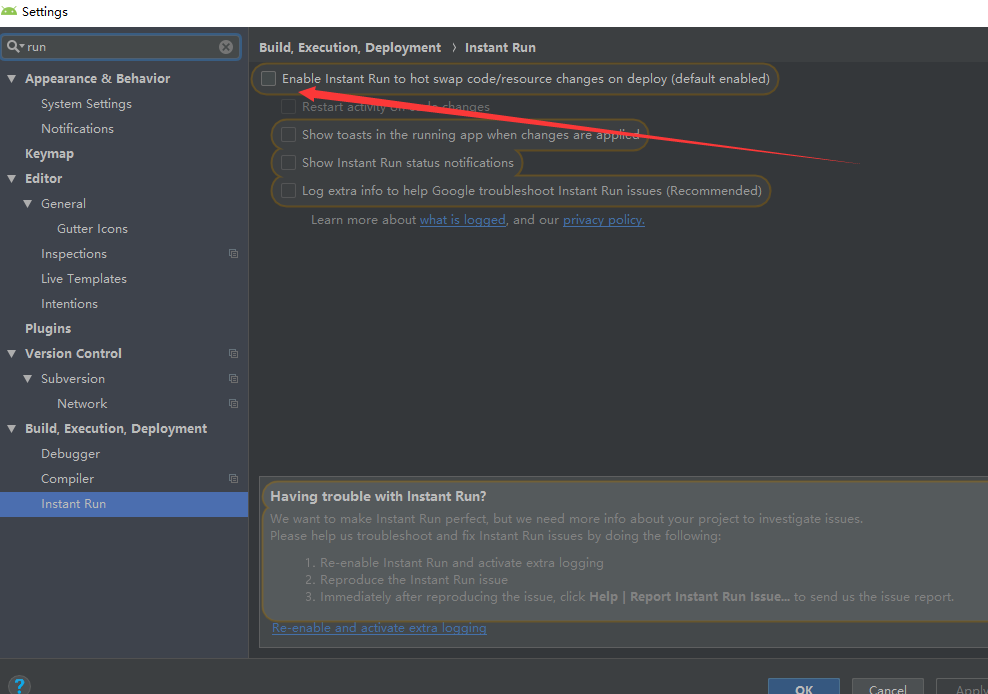 Settings
run
Appearance & Behavior
System Settings
Notifications
Keymap
Editor
General
Gutter Icons
Inspections
Live Templates
Intentions
Plugins
Version Control
Subversion
Network
Build, Execution, Deployment
Debugger
Compiler
Instant Run
Build, Execution, Deployment › Instant Run
Enable Instant Run to hot swap code/resource changes on deploy (default enabled)
Restart activity on code changes
Show toasts in the running app when changes are applied
Show Instant Run status notifications
Log extra info to help Google troubleshoot Instant Run issues (Recommended)
Learn more about what is logged, and our privacy policy.
Having trouble with Instant Run?
We want to make Instant Run perfect, but we need more info about your project to investigate issues.
Please help us troubleshoot and fix Instant Run issues by doing the following:
1. Re-enable Instant Run and activate extra logging
2. Reproduce the Instant Run issue
3. Immediately after reproducing the issue, click Help | Report Instant Run Issue... to send us the issue report.
Re-enable and activate extra logging
?
OK
Cancel
Apply